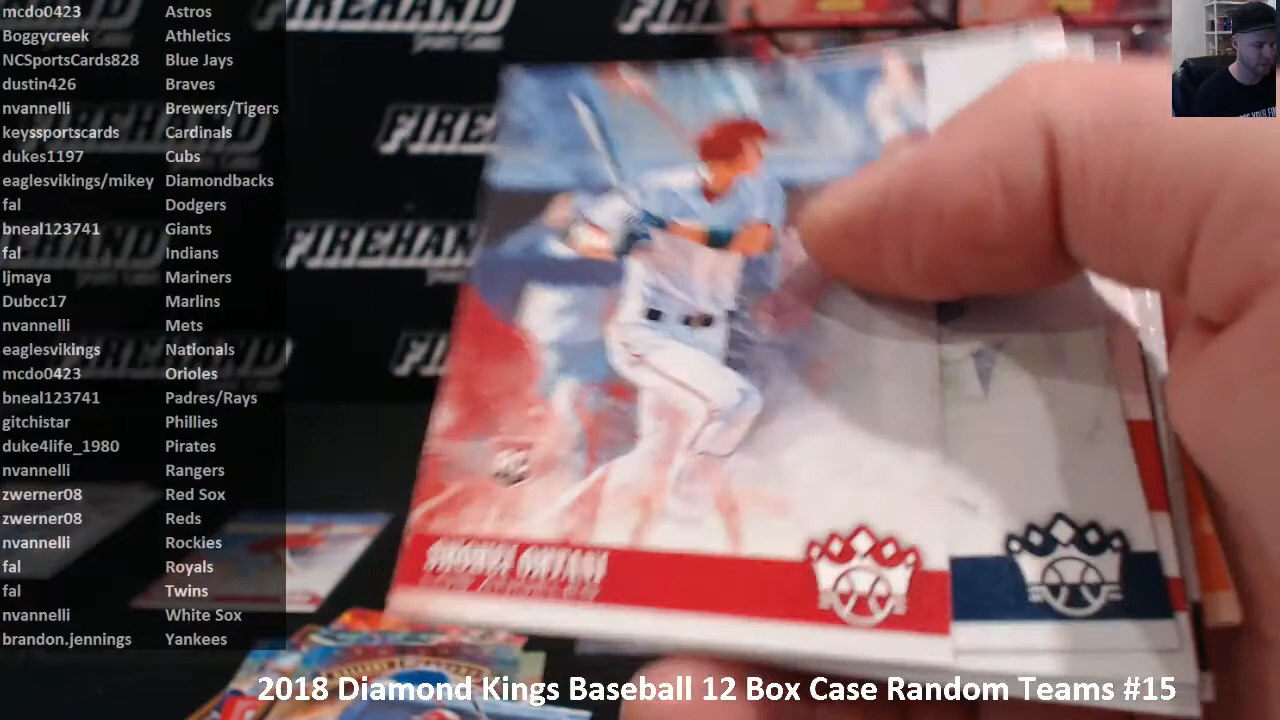 mcdo0423 Astros
Boggycreek Athletics
NCSportsCards828 Blue Jays
dustin426 Braves
nvannelli Brewers/Tigers
keyssportscards Cardinals
dukes1197 Cubs
eaglesvikings/mikey Diamondbacks
fal Dodgers
bneal123741 Giants
fal Indians
ljmaya Mariners
Dubcc17 Marlins
nvannelli Mets
eaglesvikings Nationals
mcdo0423 Orioles
bneal123741 Padres/Rays
gitchistar Phillies
duke4life_1980 Pirates
nvannelli Rangers
zwerner08 Red Sox
zwerner08 Reds
nvannelli Rockies
fal Royals
fal Twins
nvannelli White Sox
brandon.jennings Yankees
FIREHAND
SHOHEI OHTANI
2018 Diamond Kings Baseball 12 Box Case Random Teams #15